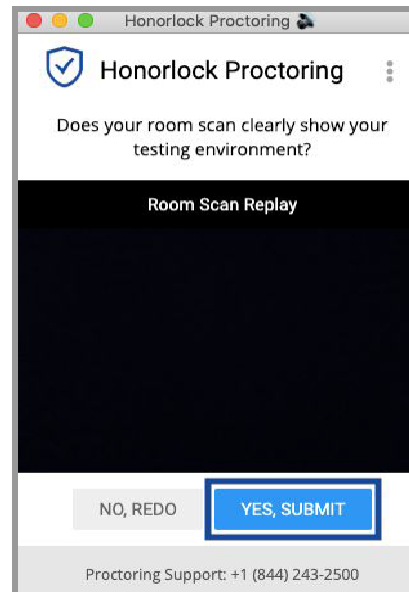 Honorlock Proctoring
Honorlock Proctoring
Does your room scan clearly show your
testing environment?
Room Scan Replay
NO, REDO
YES, SUBMIT
Proctoring Support: +1 (844) 243-2500